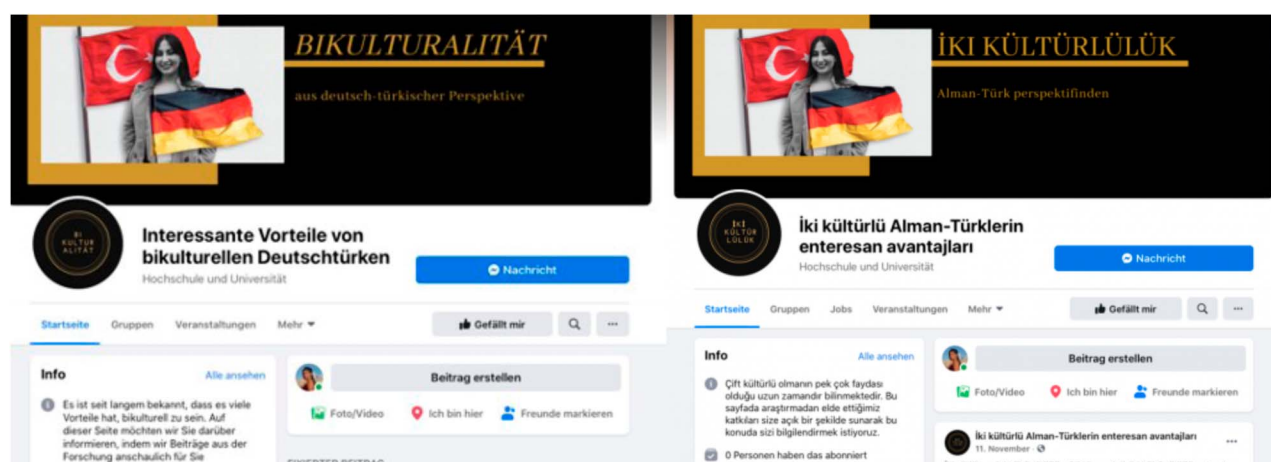 BIKULTURALITÄT
aus deutsch-türkischer Perspektive
BI
KULTUR
ALITÄT
Interessante Vorteile von
bikulturellen Deutschtürken
Hochschule und Universität
Nachricht
Startseite Gruppen Veranstaltungen Mehr
Gefällt mir
Info Alle ansehen
Es ist seit langem bekannt, dass es viele
Vorteile hat, bikulturell zu sein. Auf
dieser Seite möchten wir Sie darüber
informieren, indem wir Beiträge aus der
Forschung anschaulich für Sie
Beitrag erstellen
Foto/Video Ich bin hier Freunde markieren
İKI KÜLTÜRLÜLÜK
Alman-Türk perspektifinden
İKİ
KÜLTÜR
LÜLÜK
İki kültürlü Alman-Türklerin
enteresan avantajları
Hochschule und Universität
Nachricht
Startseite Gruppen Jobs Veranstaltungen Mehr
Gefällt mir
Info Alle ansehen
Çift kültürlü olmanın pek çok faydası
olduğu uzun zamandır bilinmektedir. Bu
sayfada araştırmadan elde ettiğimiz
katkıları size açık bir şekilde sunarak bu
konuda sizi bilgilendirmek istiyoruz.
0 Personen haben das abonniert
Beitrag erstellen
Foto/Video Ich bin hier Freunde markieren
İki kültürlü Alman-Türklerin enteresan avantajları
11. November